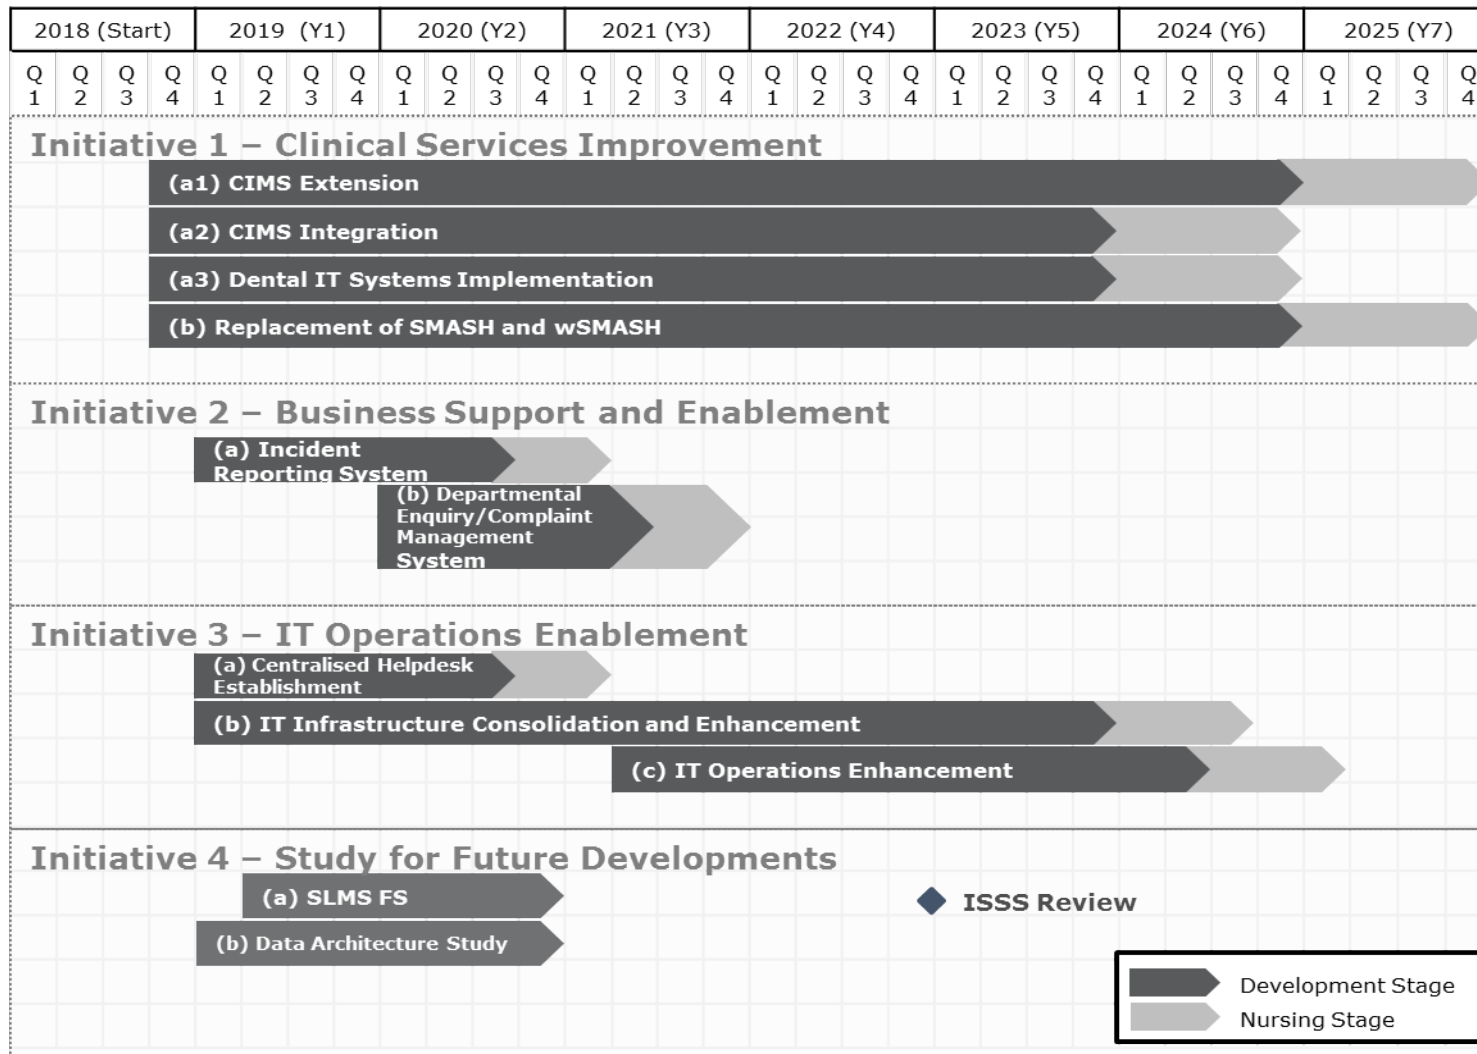 2018 (Start) 2019 (Y1) 2020 (Y2) 2021 (Y3) 2022 (Y4) 2023 (Y5) 2024 (Y6) 2025 (Y7)
Q Q Q Q Q Q Q Q Q Q Q Q Q Q Q Q Q Q Q Q Q Q Q Q Q Q Q Q Q Q Q Q
1 2 3 4 1 2 3 4 1 2 3 4 1 2 3 4 1 2 3 4 1 2 3 4 1 2 3 4 1 2 3 4
Initiative 1 – Clinical Services Improvement
(a1) CIMS Extension
(a2) CIMS Integration
(a3) Dental IT Systems Implementation
(b) Replacement of SMASH and wSMASH
Initiative 2 – Business Support and Enablement
(a) Incident
Reporting System
(b) Departmental
Enquiry/Complaint
Management
System
Initiative 3 – IT Operations Enablement
(a) Centralised Helpdesk
Establishment
(b) IT Infrastructure Consolidation and Enhancement
(c) IT Operations Enhancement
Initiative 4 – Study for Future Developments
(a) SLMS FS
ISSS Review
(b) Data Architecture Study
Development Stage
Nursing Stage